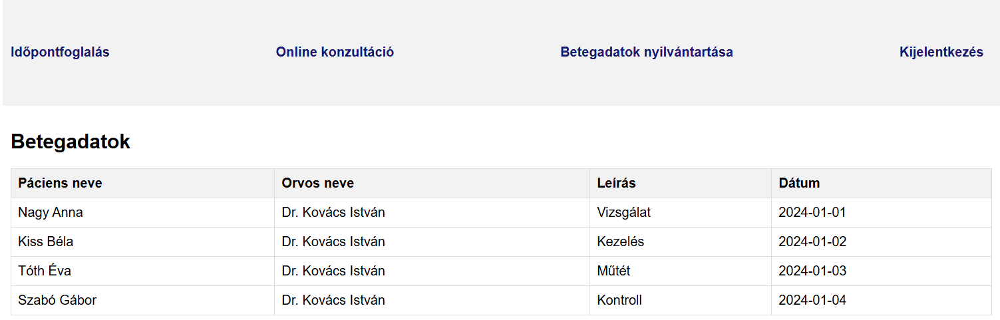 Időpontfoglalás Online konzultáció Betegadatok nyilvántartása Kijelentkezés
Betegadatok
Páciens neve Orvos neve Leírás Dátum
Nagy Anna Dr. Kovács István Vizsgálat 2024-01-01
Kiss Béla Dr. Kovács István Kezelés 2024-01-02
Tóth Éva Dr. Kovács István Műtét 2024-01-03
Szabó Gábor Dr. Kovács István Kontroll 2024-01-04